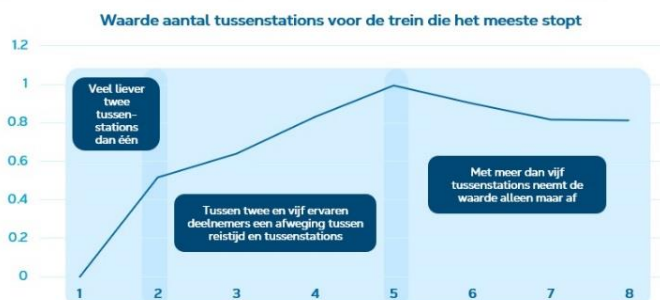 Waarde aantal tussenstations voor de trein die het meeste stopt
1.2
1
0.8
0.6
0.4
0.2
0
Veel liever
twee
tussen-
stations
dan één
Tussen twee en vijf ervaren
deelnemers een afweging tussen
reistijd en tussenstations
Met meer dan vijf
tussenstations neemt de
waarde alleen maar af
1 2 3 4 5 6 7 8